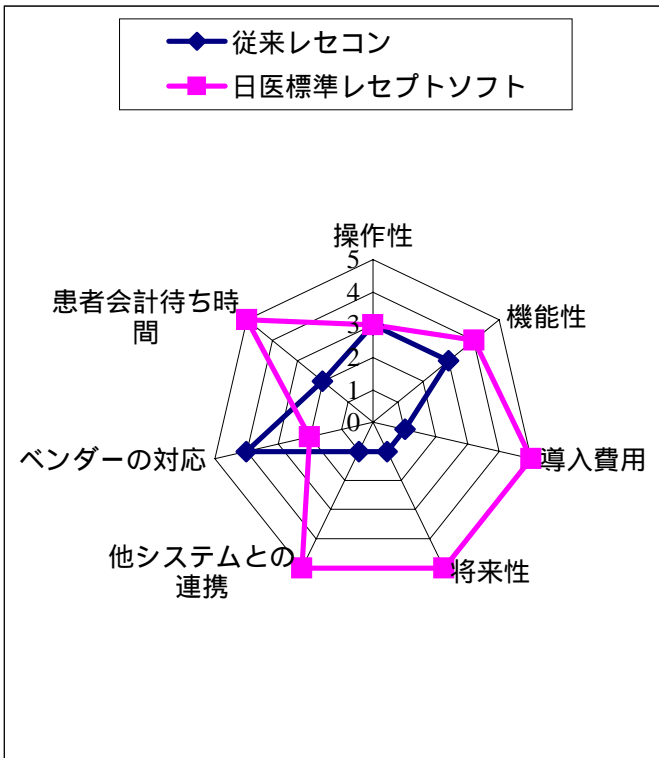 従来レセコン
日医標準レセプトソフト
操作性
5
4
3
2
1
0
機能性
導入費用
将来性
他システムとの
連携
ベンダーの対応
患者会計待ち時
間